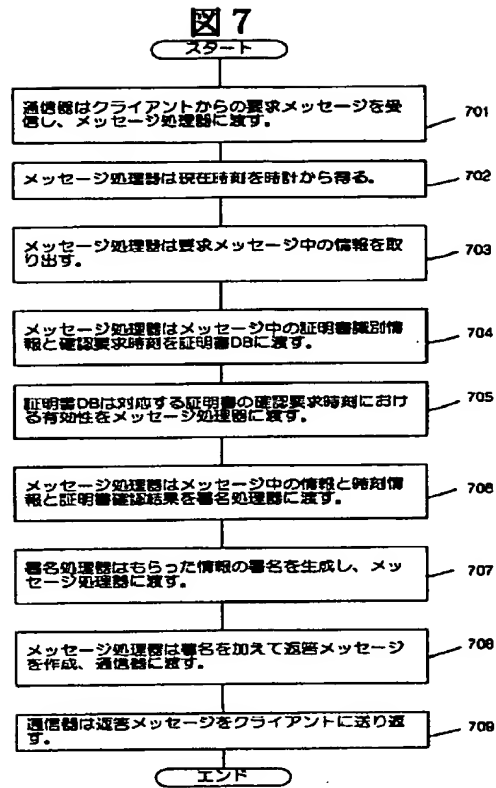 図7
スタート
通信器はクライアントからの要求メッセージを受
信し、メッセージ処理器に渡す。
701
メッセージ処理器は現在時刻を時計から得る。
702
メッセージ処理器は要求メッセージ中の情報を取
り出す。
703
メッセージ処理器はメッセージ中の証明書識別情
報と確認要求時刻を証明書DBに渡す。
704
証明書DBは対応する証明書の確認要求時刻におけ
る有効性をメッセージ処理器に渡す。
705
メッセージ処理器はメッセージ中の情報と時刻情
報と証明書確認結果を署名処理器に渡す。
706
署名処理器はもらった情報の署名を生成し、メッ
セージ処理器に渡す。
707
メッセージ処理器は署名を加えて返答メッセージ
を作成、通信器に渡す。
708
通信器は返答メッセージをクライアントに送り返
す。
709
エンド